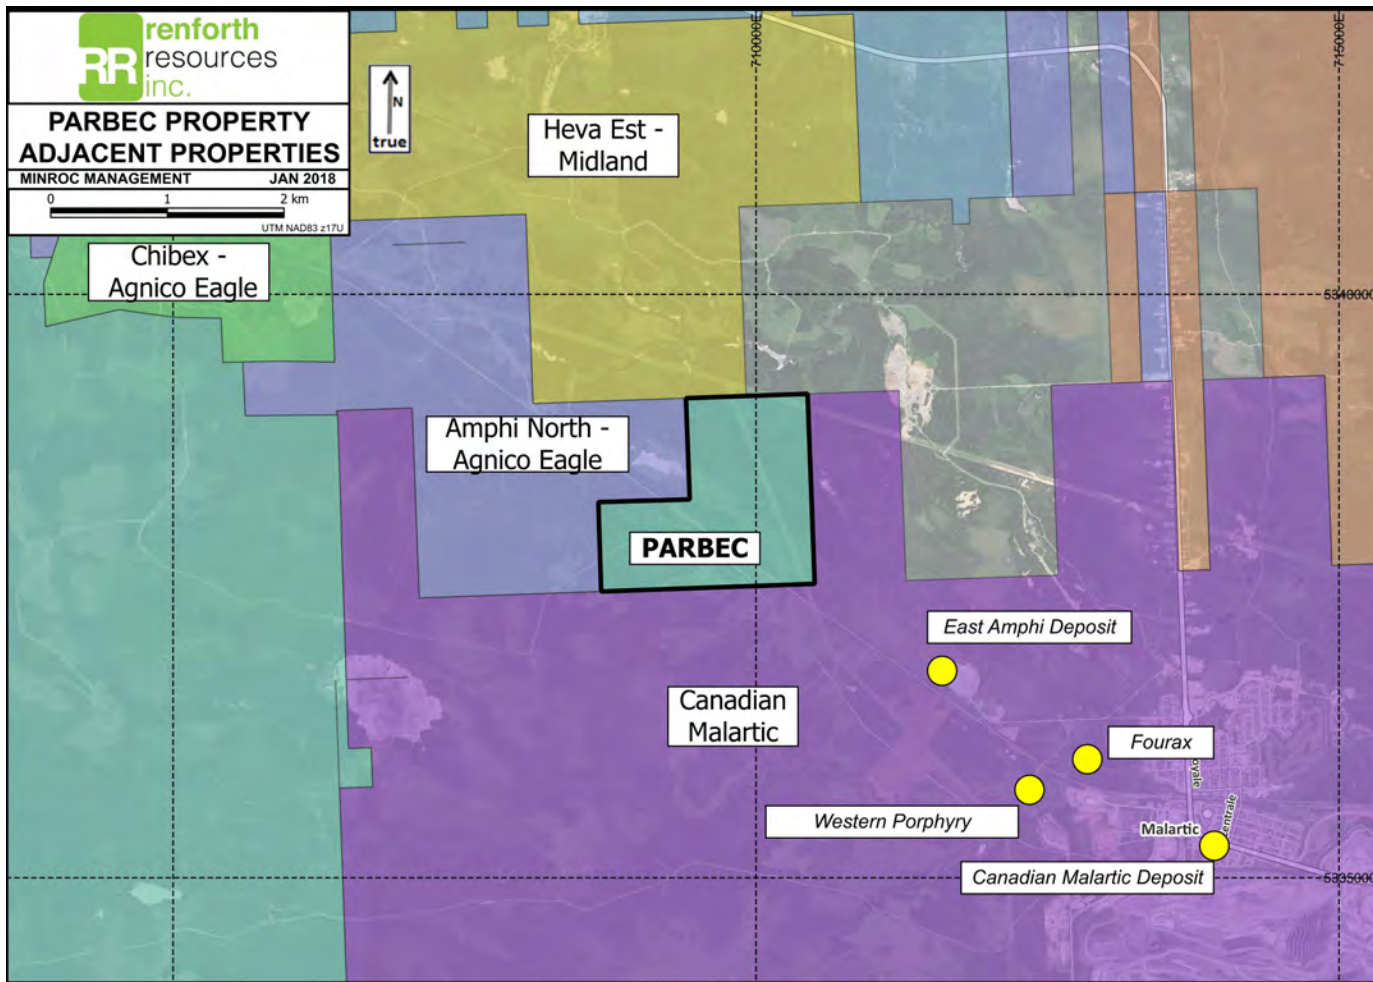 RR
renforth
resources
inc.
PARBEC PROPERTY
ADJACENT PROPERTIES
MINROC MANAGEMENT JAN 2018
0 1 2 km
UTM NAD83 z17U
N
true
710000E
715000E
Heva Est -
Midland
Chibex -
Agnico Eagle
5340000
Amphi North -
Agnico Eagle
PARBEC
East Amphi Deposit
Canadian
Malartic
Fourax
Western Porphyry
Malartic
Canadian Malartic Deposit
5335000